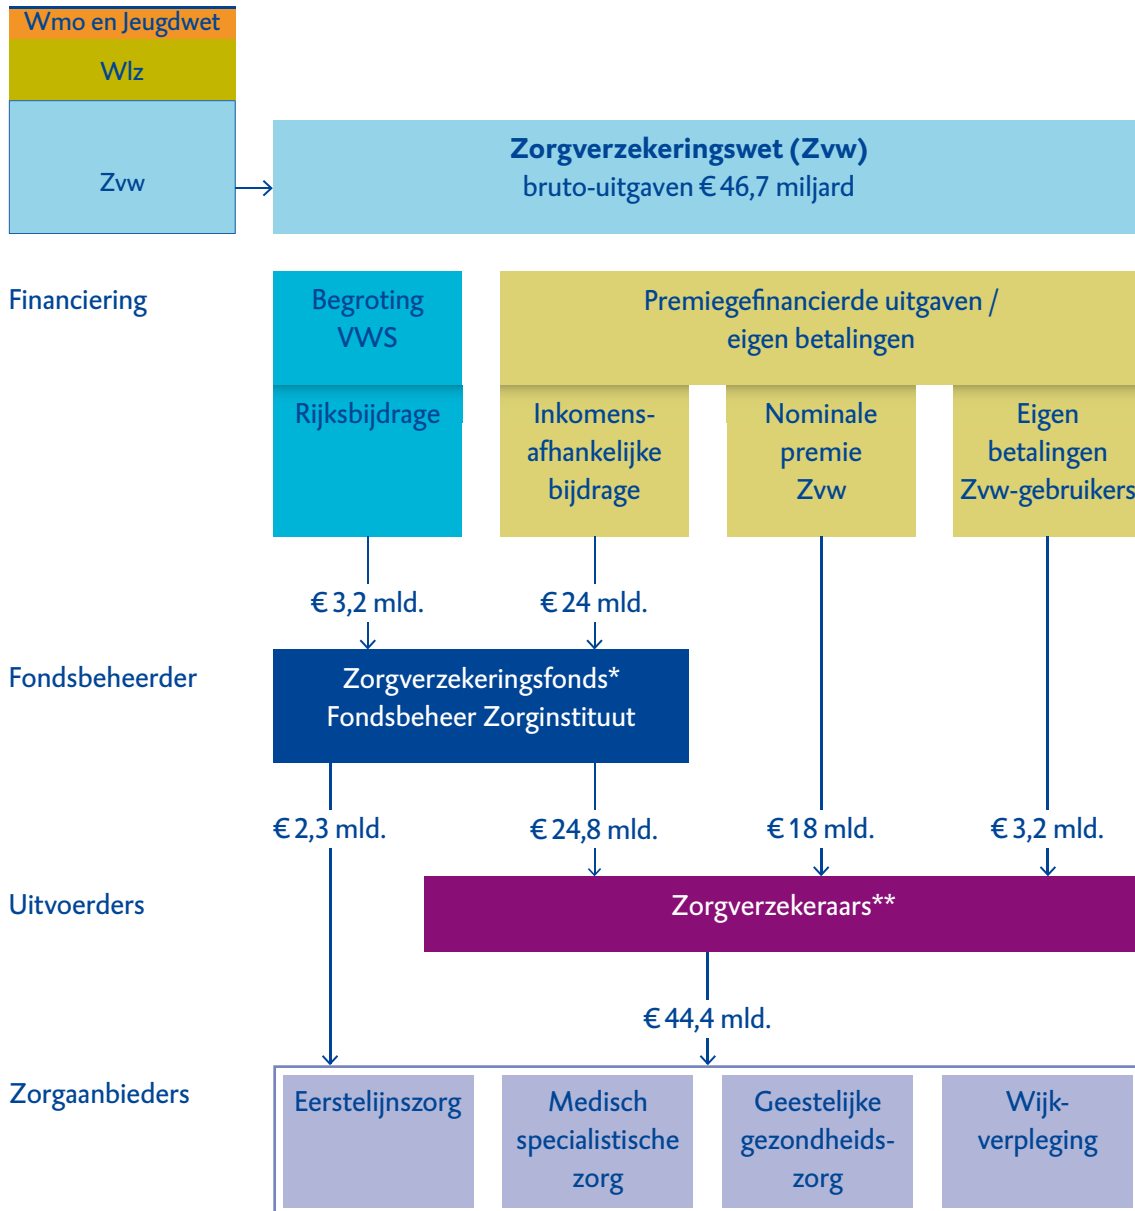 Wmo en Jeugdwet
Wlz
Zvw
Zorgverzekeringswet (Zvw)
bruto-uitgaven € 46,7 miljard
Financiering
Begroting
VWS
Premiegefinancierde uitgaven /
eigen betalingen
Rijksbijdrage
Inkomens-
afhankelijke
bijdrage
Nominale
premie
Zvw
Eigen
betalingen
Zvw-gebruikers
€ 3,2 mld.
€ 24 mld.
Fondsbeheerder
Zorgverzekeringsfonds*
Fondsbeheer Zorginstituut
€ 2,3 mld.
€ 24,8 mld.
€ 18 mld.
€ 3,2 mld.
Uitvoerders
Zorgverzekeraars**
€ 44,4 mld.
Zorgaanbieders
Eerstelijnszorg
Medisch
specialistische
zorg
Geestelijke
gezondheids-
zorg
Wijk-
verpleging